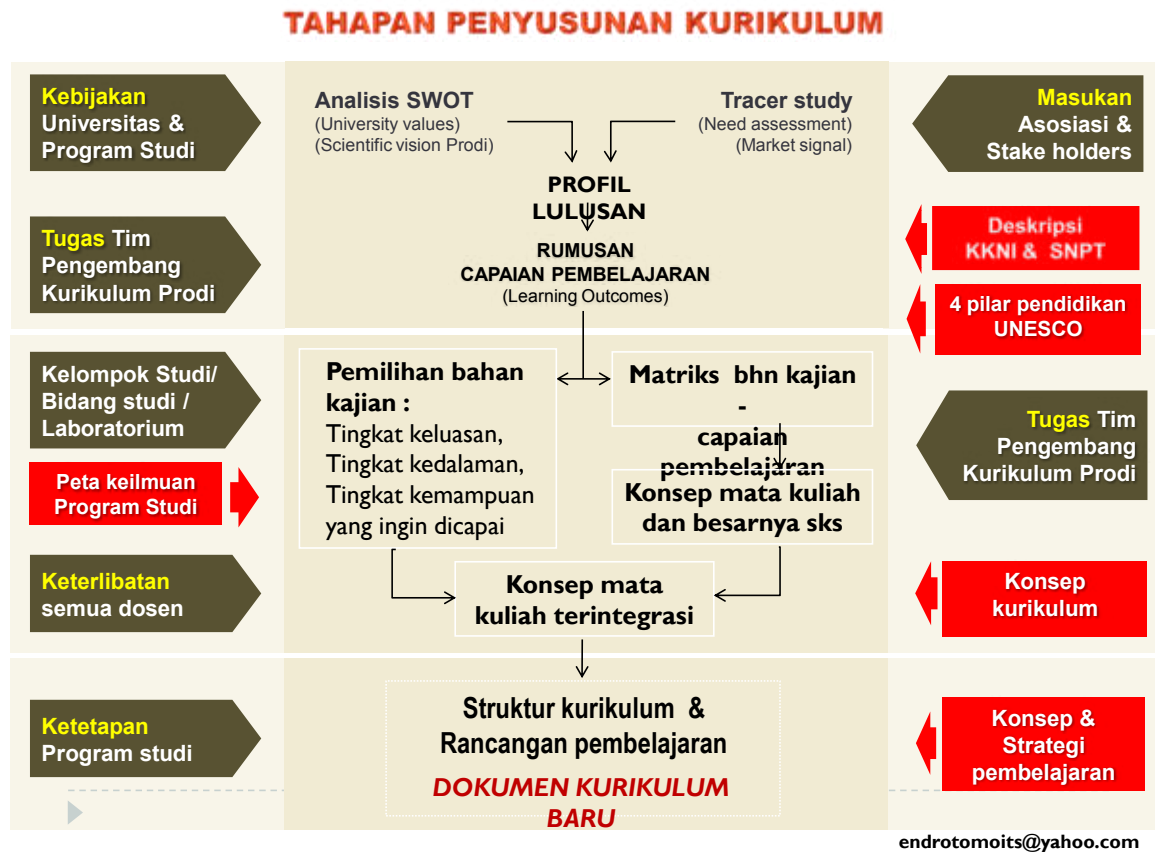 TAHAPAN PENYUSUNAN KURIKULUM
Kebijakan
Universitas &
Program Studi
Analisis SWOT
(University values)
(Scientific vision Prodi)
Tracer study
(Need assessment)
(Market signal)
Masukan
Asosiasi &
Stake holders
PROFIL
LULUSAN
Tugas Tim
Pengembang
Kurikulum Prodi
RUMUSAN
CAPAIAN PEMBELAJARAN
(Learning Outcomes)
Deskripsi
KKNI & SNPT
4 pilar pendidikan
UNESCO
Kelompok Studi/
Bidang studi /
Laboratorium
Pemilihan bahan
kajian :
Tingkat keluasan,
Tingkat kedalaman,
Tingkat kemampuan
yang ingin dicapai
Matriks bhn kajian
-
capaian
pembelajaran
Tugas Tim
Pengembang
Kurikulum Prodi
Peta keilmuan
Program Studi
Konsep mata kuliah
dan besarnya sks
Keterlibatan
semua dosen
Konsep mata
kuliah terintegrasi
Konsep
kurikulum
Ketetapan
Program studi
Struktur kurikulum &
Rancangan pembelajaran
DOKUMEN KURIKULUM
BARU
Konsep &
Strategi
pembelajaran
endrotomoits@yahoo.com